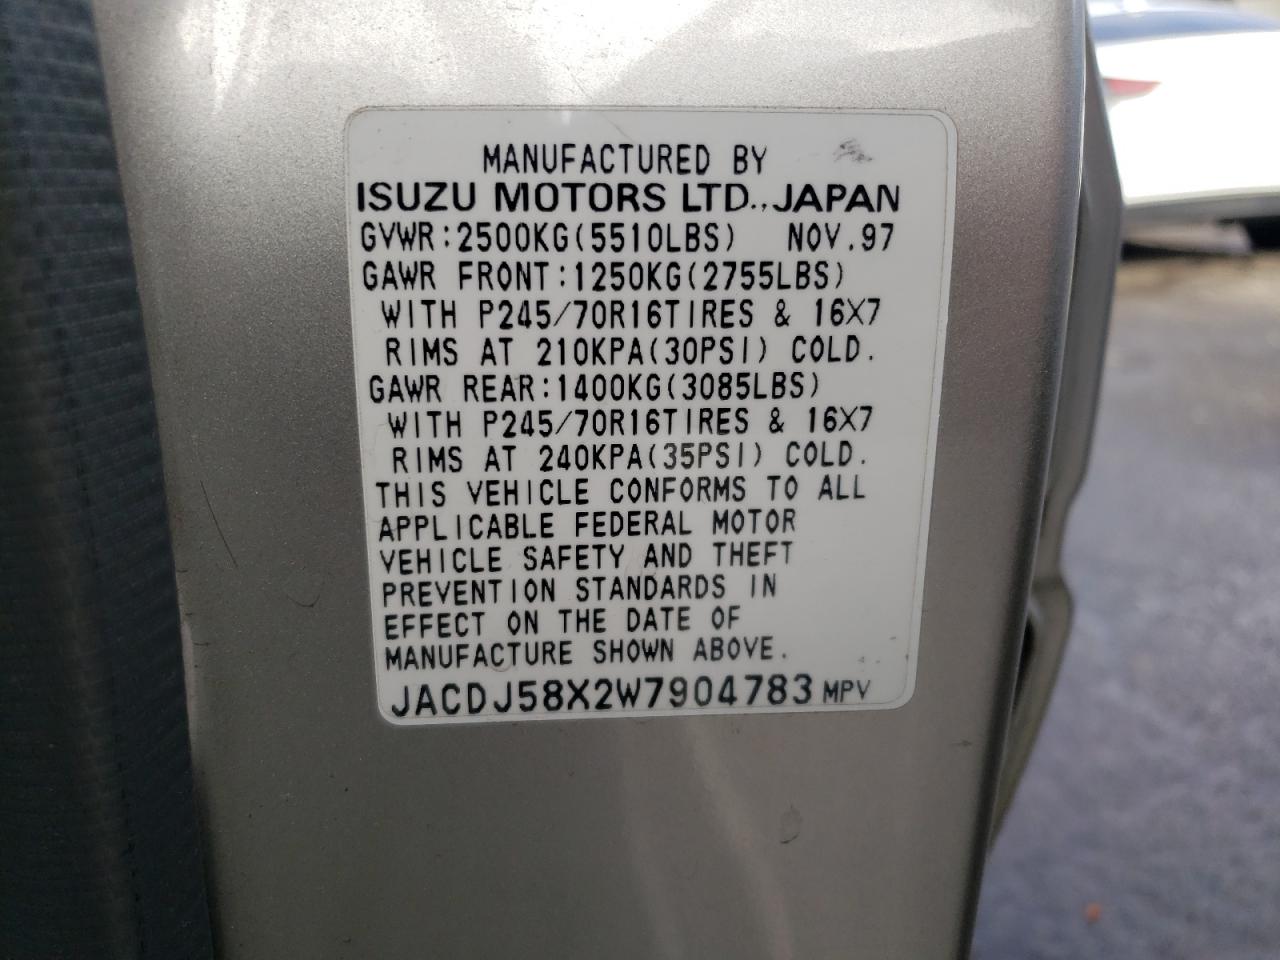 MANUFACTURED BY
ISUZU MOTORS LTD., JAPAN
GVWR:2500KG(5510LBS) NOV.97
GAWR FRONT:1250KG(2755LBS)
WITH P245/70R16TIRES & 16X7
RIMS AT 210KPA(30PSI) COLD.
GAWR REAR:1400KG(3085LBS)
WITH P245/70R16TIRES & 16X7
RIMS AT 240KPA(35PSI) COLD.
THIS VEHICLE CONFORMS TO ALL
APPLICABLE FEDERAL MOTOR
VEHICLE SAFETY AND THEFT
PREVENTION STANDARDS IN
EFFECT ON THE DATE OF
MANUFACTURE SHOWN ABOVE.
JACDJ58X2W7904783 MPV